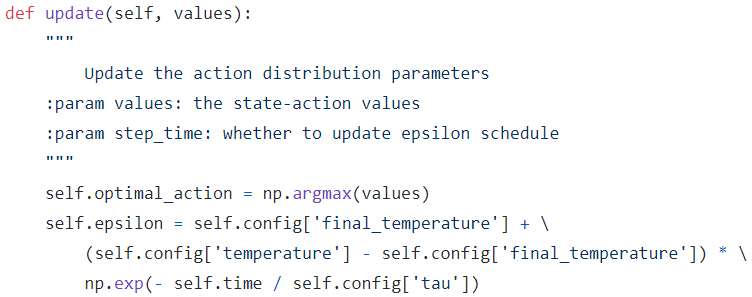 def update(self, values):
    """
        Update the action distribution parameters
    :param values: the state-action values
    :param step_time: whether to update epsilon schedule
    """
    self.optimal_action = np.argmax(values)
    self.epsilon = self.config['final_temperature'] + \
        (self.config['temperature'] - self.config['final_temperature']) * \
        np.exp(- self.time / self.config['tau'])